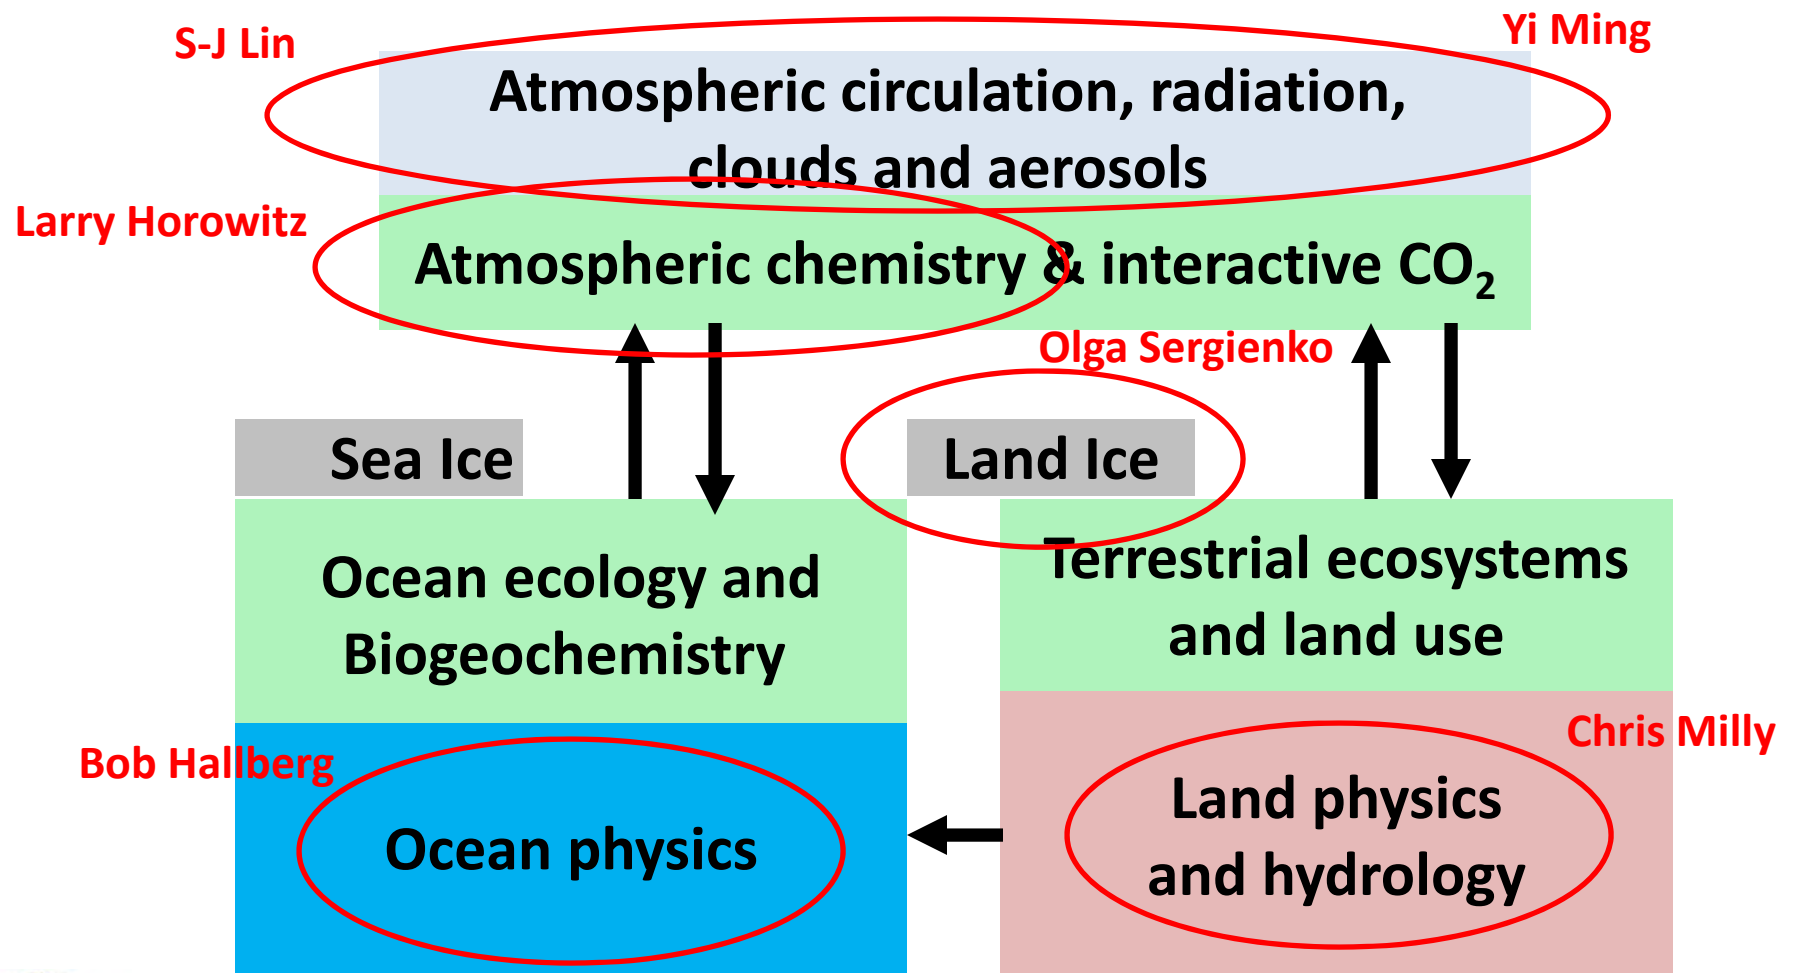 S-J Lin
Yi Ming
Atmospheric circulation, radiation,
clouds and aerosols
Larry Horowitz
Atmospheric chemistry & interactive CO₂
Olga Sergienko
Sea Ice
Land Ice
Ocean ecology and
Biogeochemistry
Terrestrial ecosystems
and land use
Bob Hallberg
Chris Milly
Ocean physics
Land physics
and hydrology